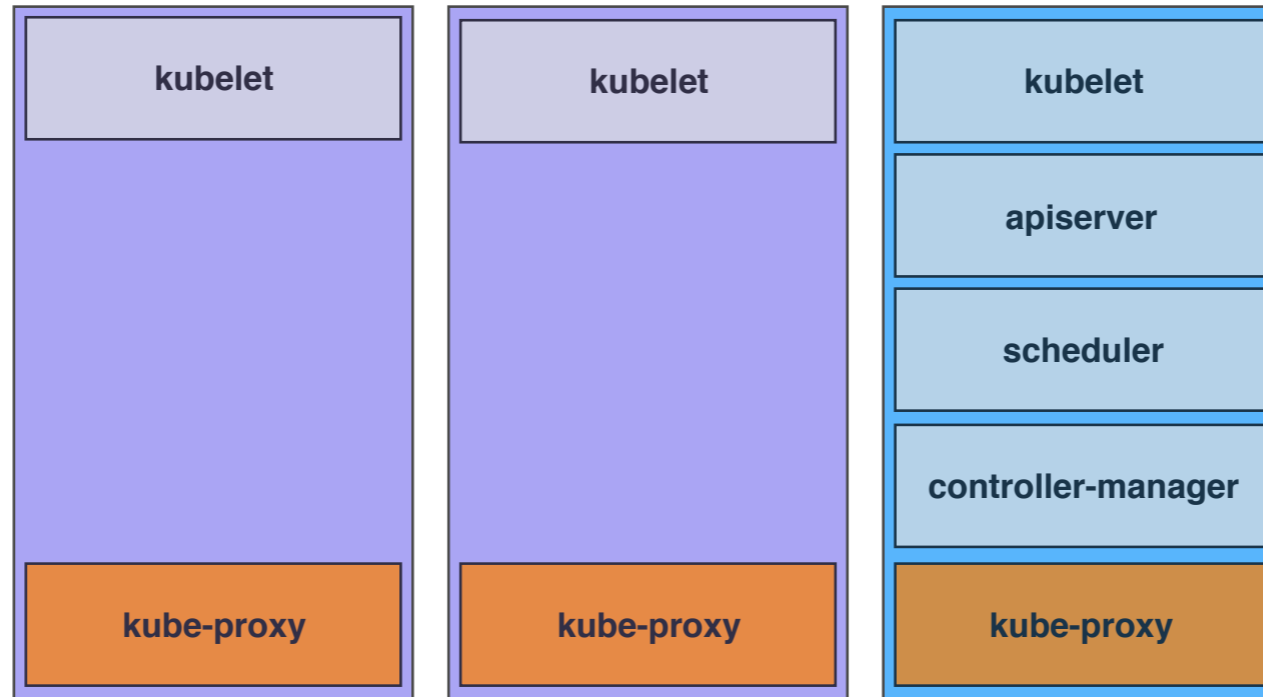 kubelet
kube-proxy
kubelet
kube-proxy
kubelet
apiserver
scheduler
controller-manager
kube-proxy